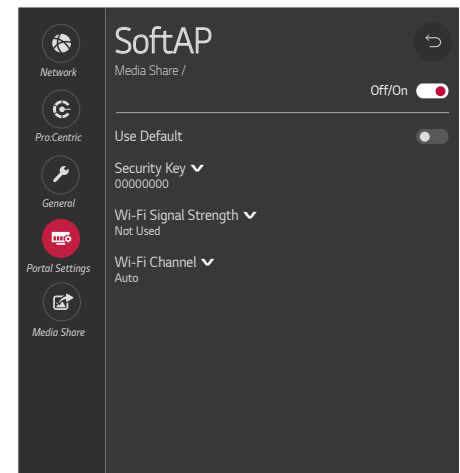 Network
Pro:Centric
General
Portal Settings
Media Share
SoftAP
Media Share /
Off/On
Use Default
Security Key
00000000
Wi-Fi Signal Strength
Not Used
Wi-Fi Channel
Auto